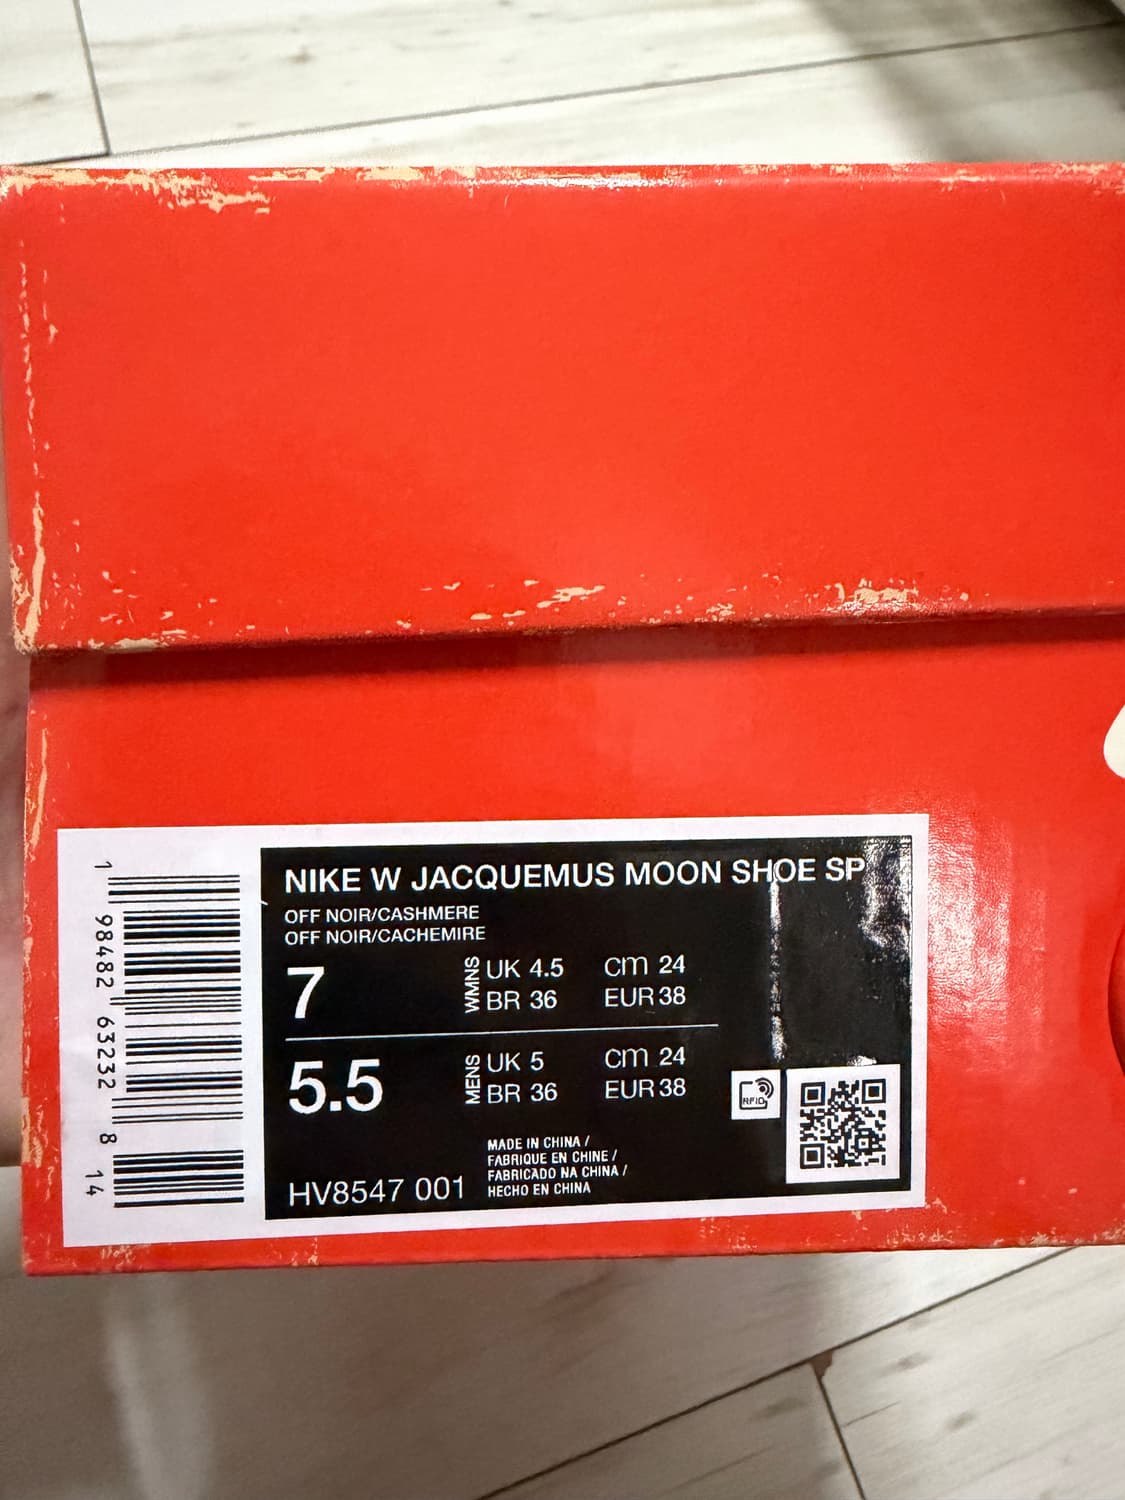 NIKE W JACQUEMUS MOON SHOE SP
OFF NOIR/CASHMERE
OFF NOIR/CACHEMIRE
7
WMNS
UK 4.5 cm 24
BR 36 EUR 38
5.5
MENS
UK 5 cm 24
BR 36 EUR 38
HV8547 001
MADE IN CHINA /
FABRIQUE EN CHINE /
FABRICADO NA CHINA /
HECHO EN CHINA
RFID
1 98482 63232 8 14